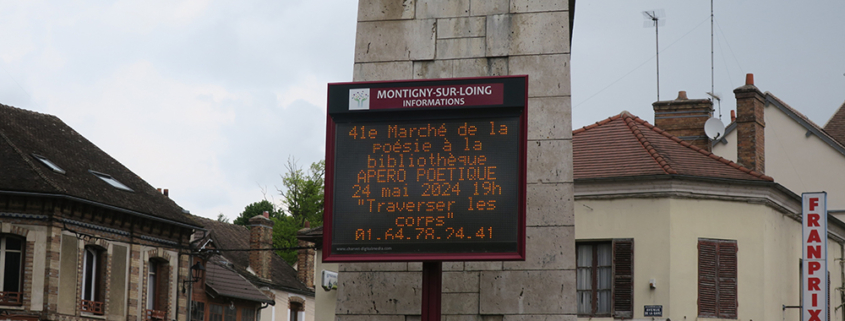 MONTIGNY-SUR-LOING
INFORMATIONS
41e Marché de la
poésie à la
bibliothèque
APERO POETIQUE
24 mai 2024 19h
"Traverser les
corps"
01.64.78.24.41
FRANPRIX